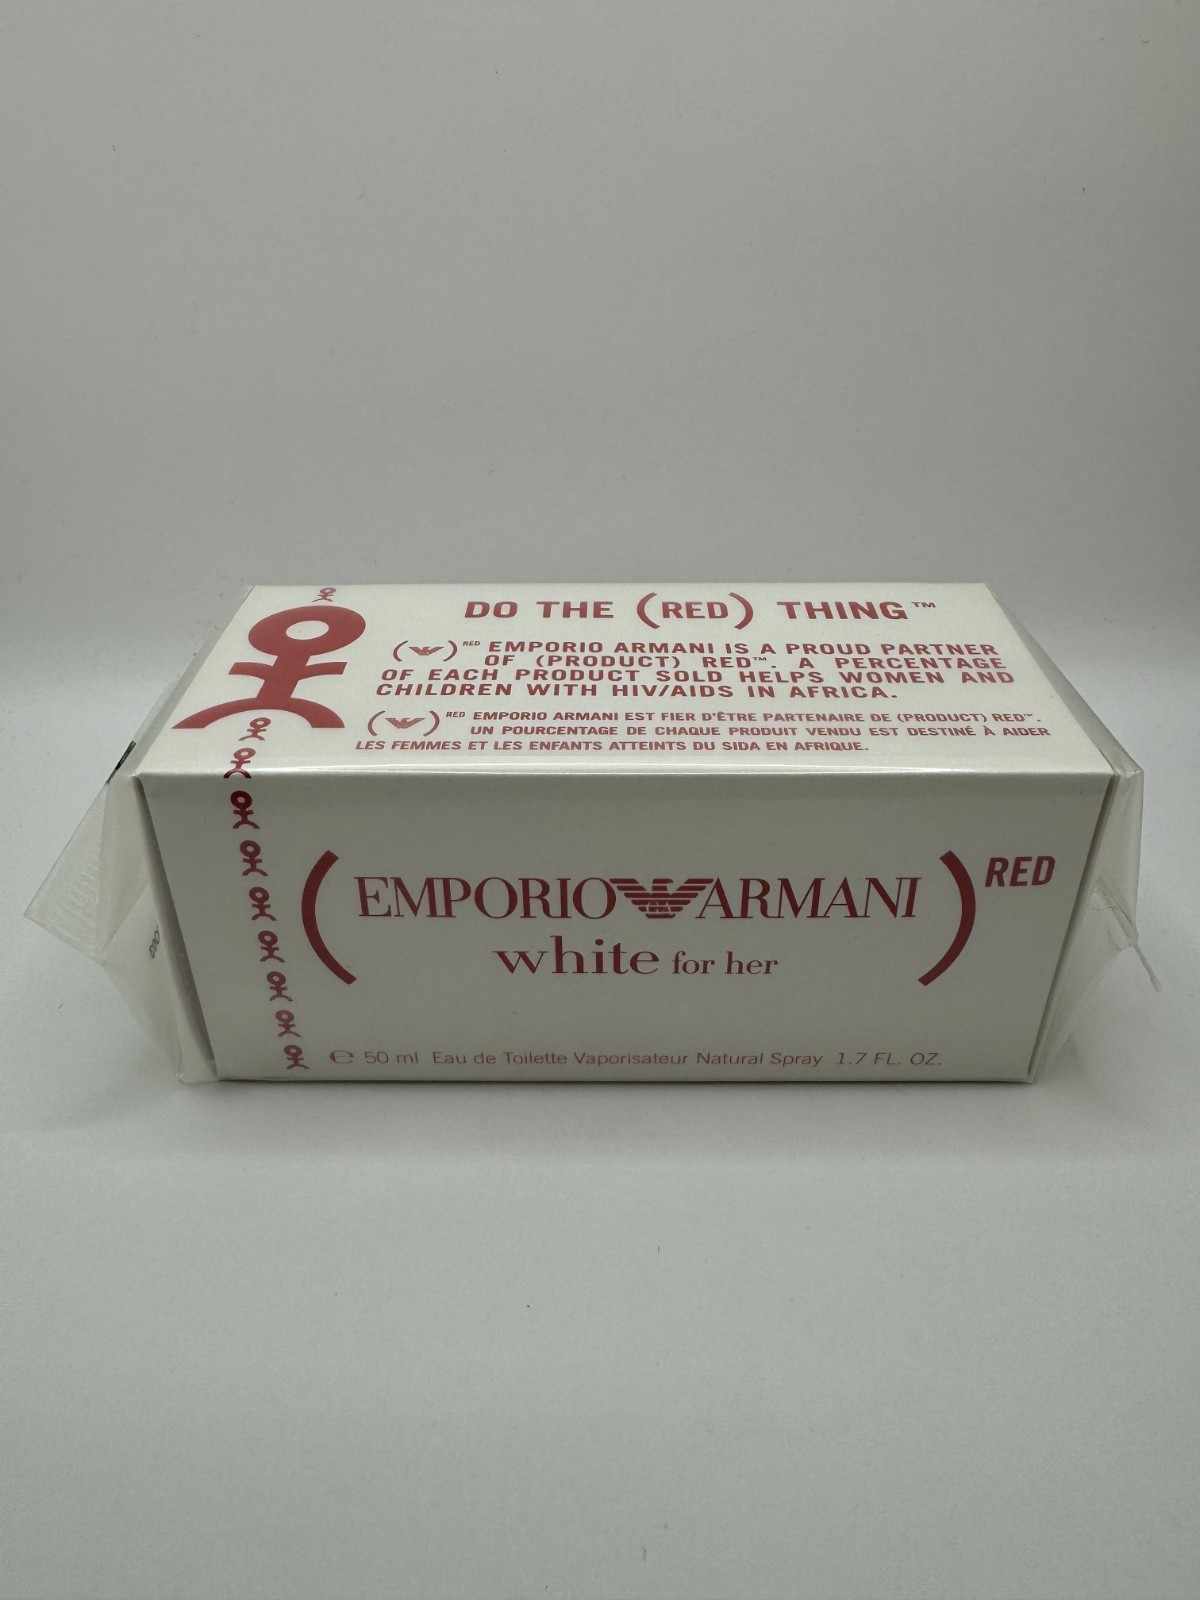 DO THE (RED) THING™
( )RED EMPORIO ARMANI IS A PROUD PARTNER
OF (PRODUCT) RED™. A PERCENTAGE
OF EACH PRODUCT SOLD HELPS WOMEN AND
CHILDREN WITH HIV/AIDS IN AFRICA.
( )RED EMPORIO ARMANI EST FIER D'ÊTRE PARTENAIRE DE (PRODUCT) RED™.
UN POURCENTAGE DE CHAQUE PRODUIT VENDU EST DESTINÉ À AIDER
LES FEMMES ET LES ENFANTS ATTEINTS DU SIDA EN AFRIQUE.
(EMPORIO ARMANI) RED
white for her
℮ 50 ml Eau de Toilette Vaporisateur Natural Spray 1.7 FL. OZ.